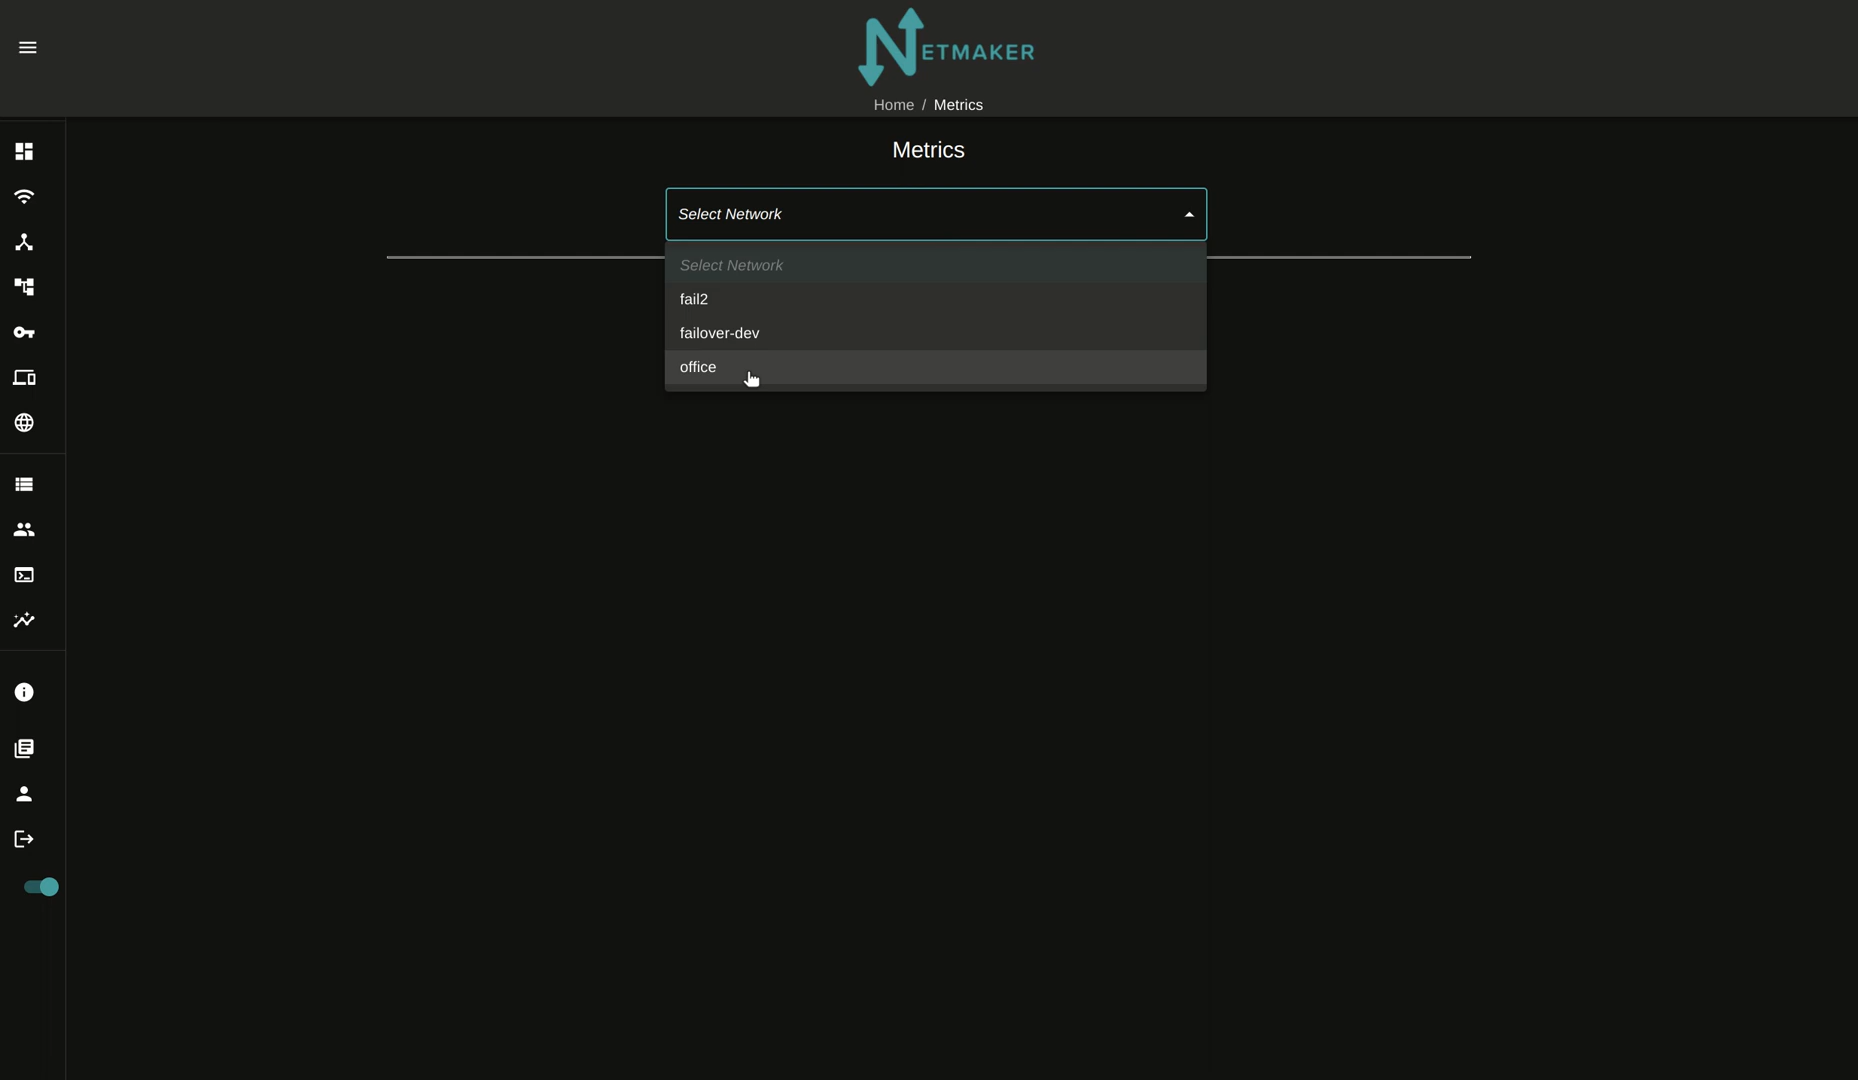 NETMAKER
Home / Metrics
Metrics
Select Network
Select Network
fail2
failover-dev
office